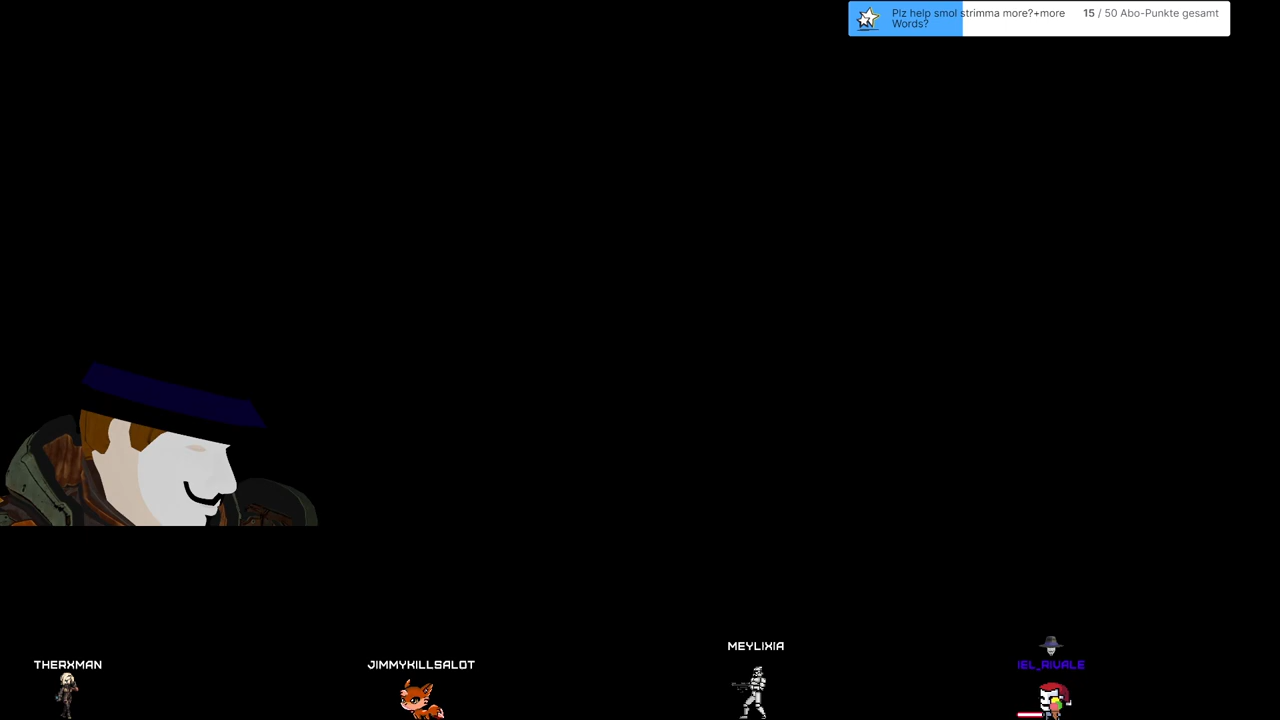 Plz help smol strimma more?+more
Words?
15 / 50 Abo-Punkte gesamt
MEYLIXIA
THERXMAN
JIMMYKILLSALOT
IEL_RIVALE